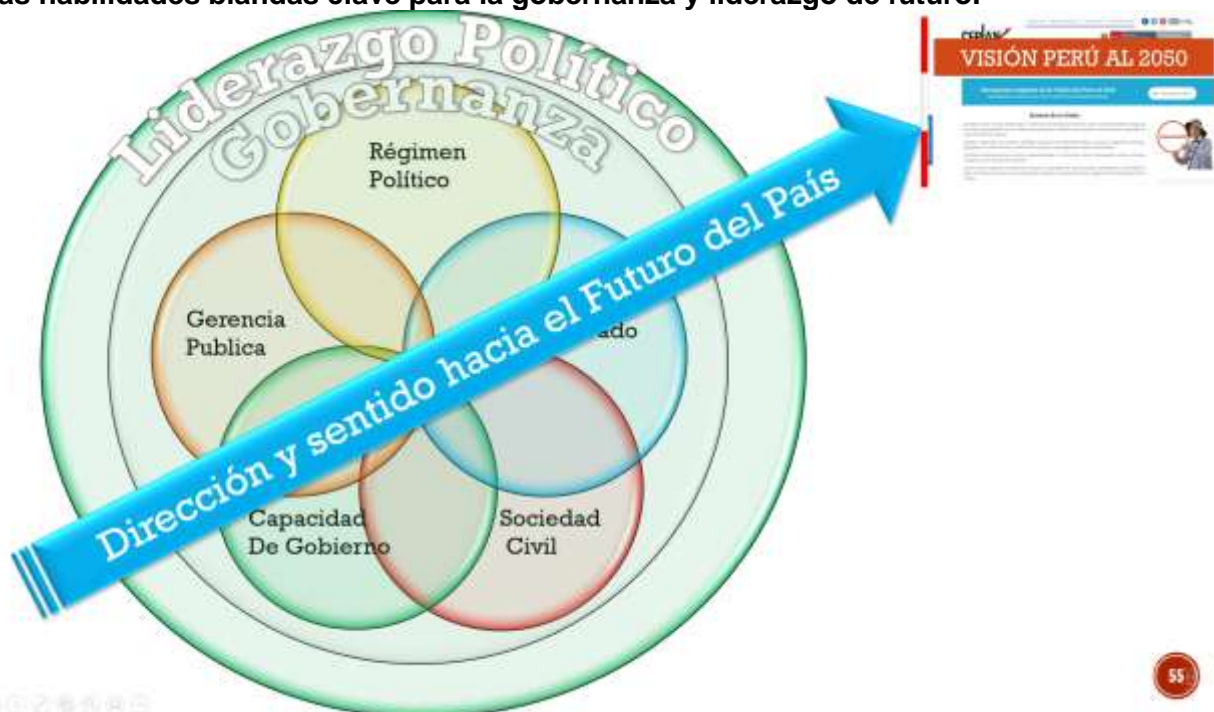 as habilidades blandas clave para la gobernanza y liderazgo de futuro.
Liderazgo Político
Gobernanza
Régimen
Político
Gerencia
Publica
ado
Dirección y sentido hacia el Futuro del País
Capacidad
De Gobierno
Sociedad
Civil
CEPLAN
VISIÓN PERÚ AL 2050
55